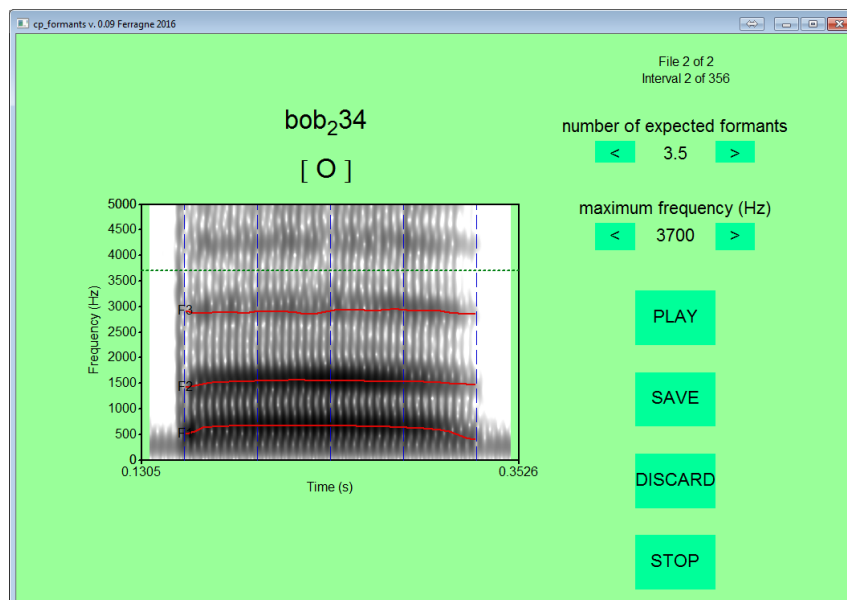 cp_formants v. 0.09 Ferragne 2016
File 2 of 2
Interval 2 of 356
bob₂34
[ O ]
number of expected formants
< 3.5 >
maximum frequency (Hz)
< 3700 >
5000
4500
4000
3500
3000
2500
2000
1500
1000
500
0
Frequency (Hz)
F3
F2
F
0.1305
0.3526
Time (s)
PLAY
SAVE
DISCARD
STOP